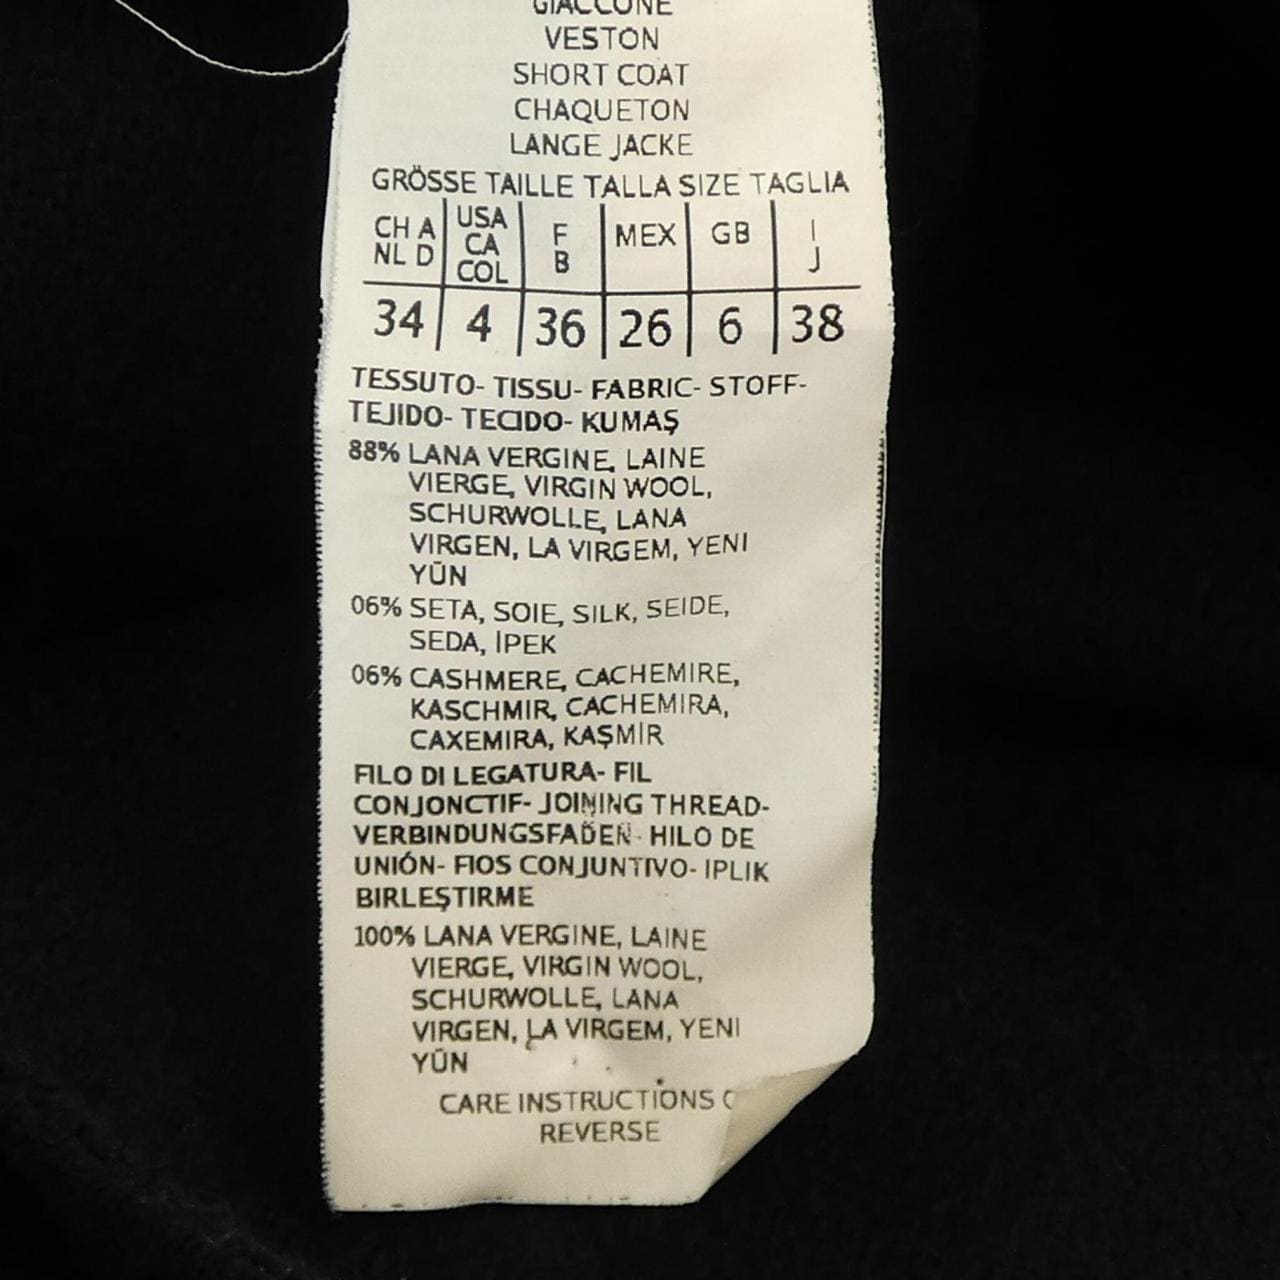 GIACCONE
VESTON
SHORT COAT
CHAQUETON
LANGE JACKE
GRÖSSE TAILLE TALLA SIZE TAGLIA
CH A NL D USA CA COL F B MEX GB I J
34 4 36 26 6 38
TESSUTO- TISSU- FABRIC- STOFF-
TEJIDO- TECIDO- KUMAŞ
88% LANA VERGINE, LAINE
VIERGE, VIRGIN WOOL,
SCHURWOLLE, LANA
VIRGEN, LA VIRGEM, YENI
YŪN
06% SETA, SOIE, SILK, SEIDE,
SEDA, İPEK
06% CASHMERE, CACHEMIRE,
KASCHMIR, CACHEMIRA,
CAXEMIRA, KAŞMİR
FILO DI LEGATURA- FIL
CONJONCTIF- JOINING THREAD-
VERBINDUNGSFADEN- HILO DE
UNIÓN- FIOS CONJUNTIVO- IPLIK
BIRLEŞTIRME
100% LANA VERGINE, LAINE
VIERGE, VIRGIN WOOL,
SCHURWOLLE, LANA
VIRGEN, LA VIRGEM, YENI
YŪN
CARE INSTRUCTIONS
REVERSE